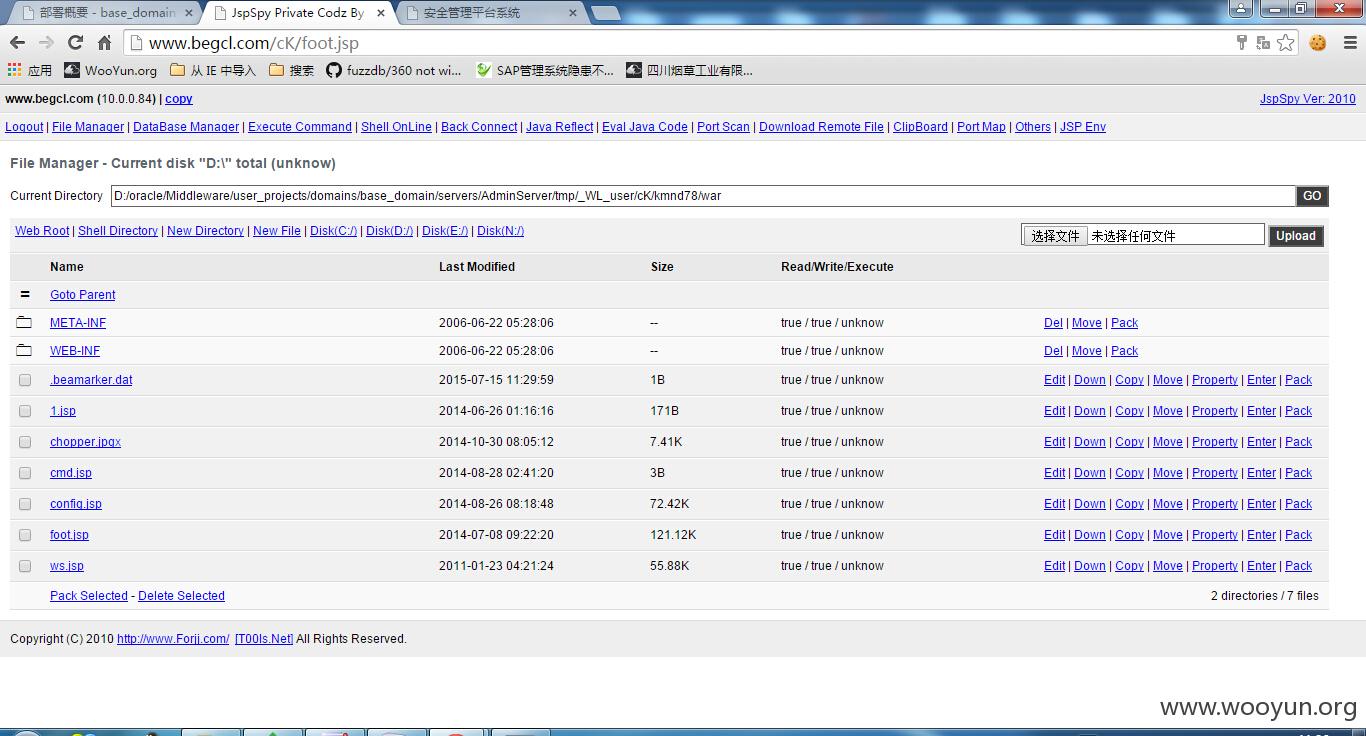 部署概要 - base_domain
JspSpy Private Codz By
安全管理平台系统
www.begcl.com/cK/foot.jsp
应用 WooYun.org 从 IE 中导入 搜索 fuzzdb/360 not wi... SAP管理系统隐患不... 四川烟草工业有限...
www.begcl.com (10.0.0.84) | copy JspSpy Ver: 2010
Logout | File Manager | DataBase Manager | Execute Command | Shell OnLine | Back Connect | Java Reflect | Eval Java Code | Port Scan | Download Remote File | ClipBoard | Port Map | Others | JSP Env
File Manager - Current disk "D:\" total (unknow)
Current Directory D:/oracle/Middleware/user_projects/domains/base_domain/servers/AdminServer/tmp/_WL_user/cK/kmnd78/war GO
Web Root | Shell Directory | New Directory | New File | Disk(C:/) | Disk(D:/) | Disk(E:/) | Disk(N:/) 选择文件 未选择任何文件 Upload
Name Last Modified Size Read/Write/Execute
= Goto Parent
META-INF 2006-06-22 05:28:06 -- true / true / unknow Del | Move | Pack
WEB-INF 2006-06-22 05:28:06 -- true / true / unknow Del | Move | Pack
.beamarker.dat 2015-07-15 11:29:59 1B true / true / unknow Edit | Down | Copy | Move | Property | Enter | Pack
1.jsp 2014-06-26 01:16:16 171B true / true / unknow Edit | Down | Copy | Move | Property | Enter | Pack
chopper.jpgx 2014-10-30 08:05:12 7.41K true / true / unknow Edit | Down | Copy | Move | Property | Enter | Pack
cmd.jsp 2014-08-28 02:41:20 3B true / true / unknow Edit | Down | Copy | Move | Property | Enter | Pack
config.jsp 2014-08-26 08:18:48 72.42K true / true / unknow Edit | Down | Copy | Move | Property | Enter | Pack
foot.jsp 2014-07-08 09:22:20 121.12K true / true / unknow Edit | Down | Copy | Move | Property | Enter | Pack
ws.jsp 2011-01-23 04:21:24 55.88K true / true / unknow Edit | Down | Copy | Move | Property | Enter | Pack
Pack Selected - Delete Selected 2 directories / 7 files
Copyright (C) 2010 http://www.Forjj.com/ [T00ls.Net] All Rights Reserved.
www.wooyun.org